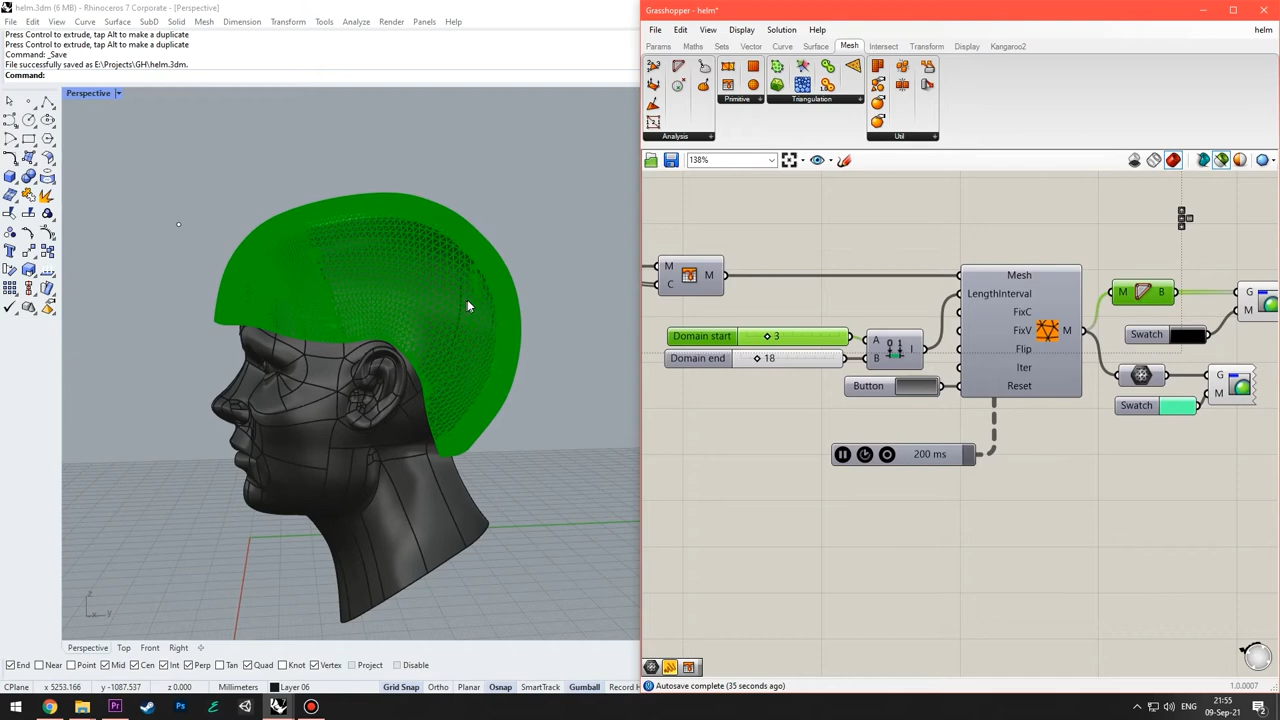 helm.3dm (6 MB) - Rhinoceros 7 Corporate - [Perspective]
File Edit View Curve Surface SubD Solid Mesh Dimension Transform Tools Analyze Render Panels Help
Press Control to extrude, tap Alt to make a duplicate
Press Control to extrude, tap Alt to make a duplicate
Command: _Save
File successfully saved as E:\Projects\GH\helm.3dm.
Command:
Perspective
z
x y
Perspective Top Front Right
End Near Point Mid Cen Int Perp Tan Quad Knot Vertex Project Disable
CPlane x 5253.166 y -1087.537 z 0.000 Millimeters Layer 06 Grid Snap Ortho Planar Osnap SmartTrack Gumball Record H
Grasshopper - helm*
File Edit View Display Solution Help helm
Params Maths Sets Vector Curve Surface Mesh Intersect Transform Display Kangaroo2
Analysis Primitive Triangulation Util
138%
M
C
M
Domain start 3
Domain end 18
A
B
I
Button
Mesh
LengthInterval
FixC
FixV
Flip
Iter
Reset
M
200 ms
M B
G
M
Swatch
G
M
Swatch
Autosave complete (35 seconds ago) 1.0.0007
ENG 21:55
09-Sep-21 2